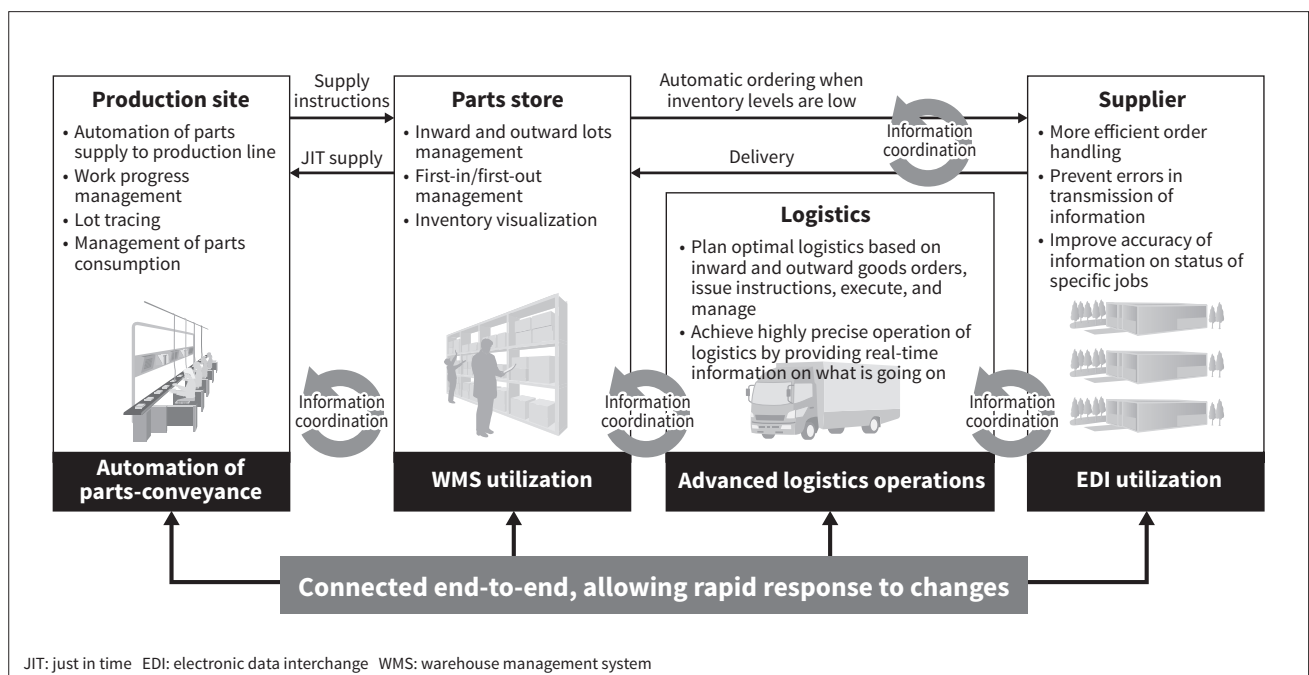 Production site
• Automation of parts
supply to production line
• Work progress
management
• Lot tracing
• Management of parts
consumption
Supply
instructions
JIT supply
Parts store
• Inward and outward lots
management
• First-in/first-out
management
• Inventory visualization
Automatic ordering when
inventory levels are low
Delivery
Information
coordination
Logistics
• Plan optimal logistics based on
inward and outward goods orders,
issue instructions, execute, and
manage
• Achieve highly precise operation of
logistics by providing real-time
information on what is going on
Supplier
• More efficient order
handling
• Prevent errors in
transmission of
information
• Improve accuracy of
information on status of
specific jobs
Information
coordination
Information
coordination
Information
coordination
Automation of
parts-conveyance
WMS utilization
Advanced logistics operations
EDI utilization
Connected end-to-end, allowing rapid response to changes
JIT: just in time EDI: electronic data interchange WMS: warehouse management system